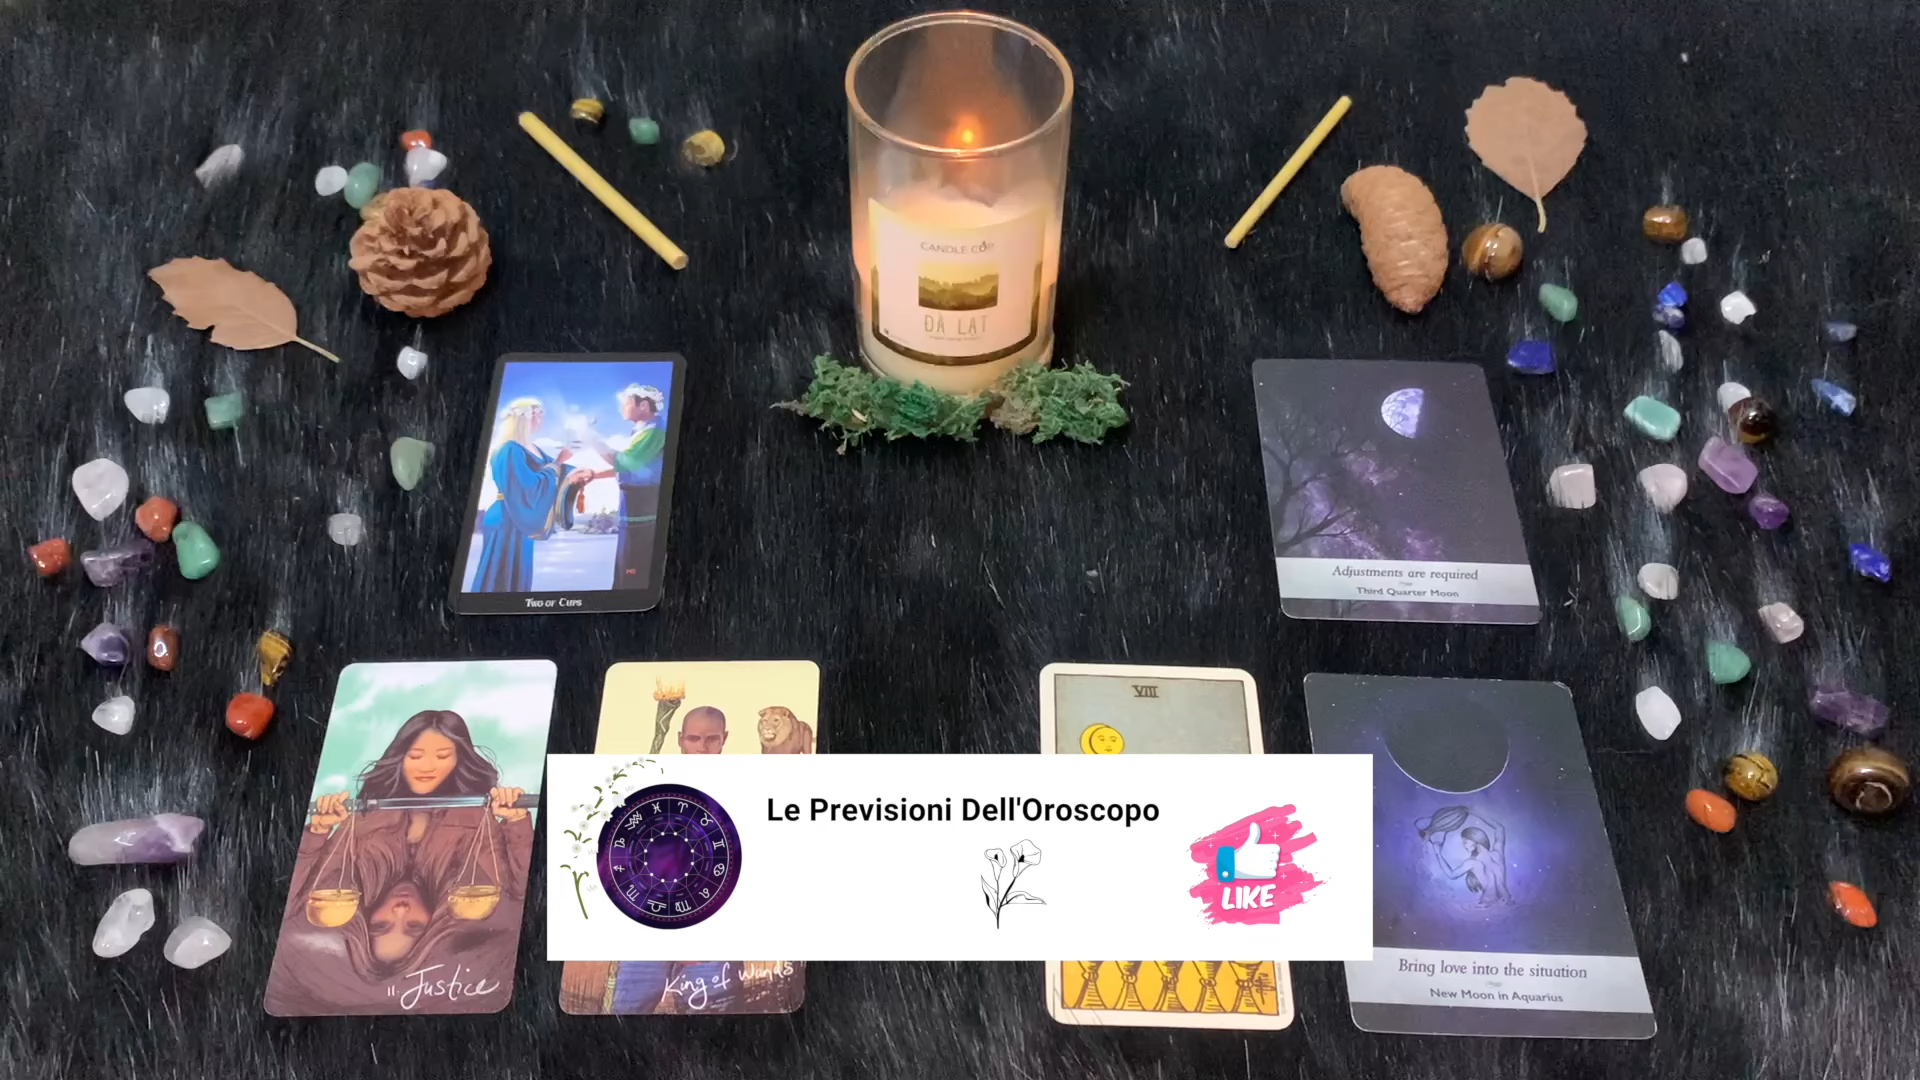 CANDLE CUP
ĐÀ LẠT
Two of Cups
Adjustments are required
Third Quarter Moon
VIII
Le Previsioni Dell'Oroscopo
LIKE
11. Justice
King of Wands
Bring love into the situation
New Moon in Aquarius